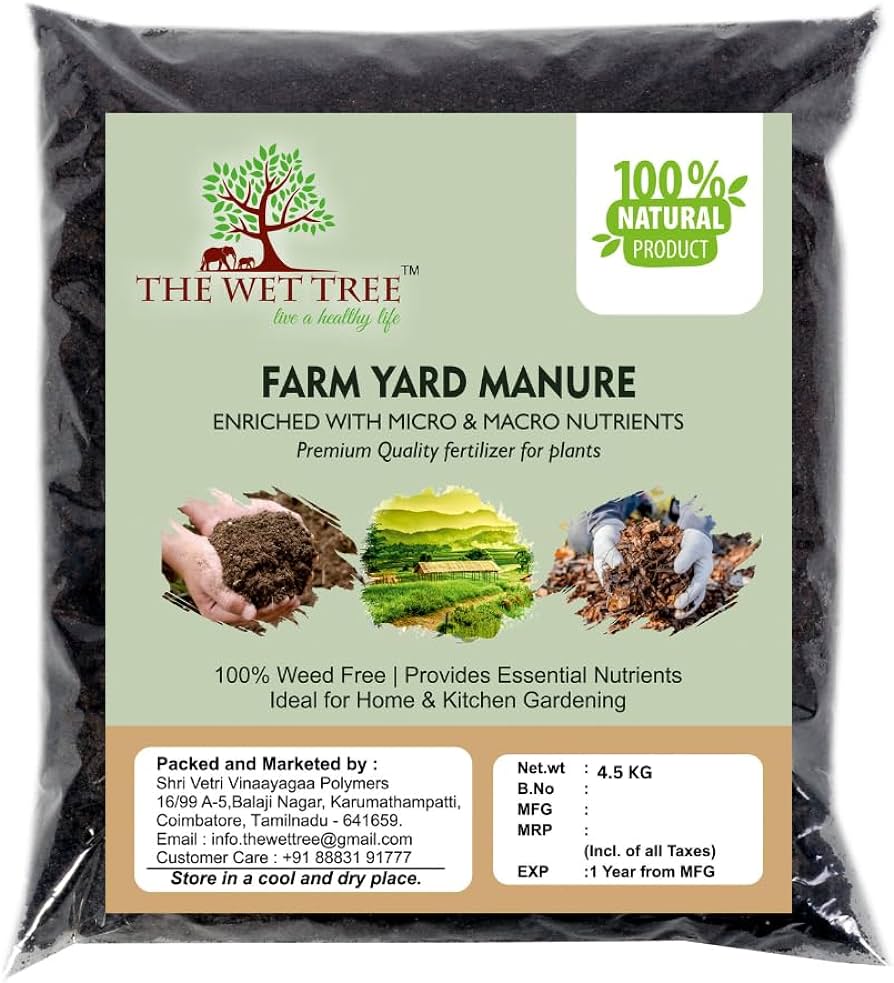 THE WET TREE™
live a healthy life
100%
NATURAL
PRODUCT
FARM YARD MANURE
ENRICHED WITH MICRO & MACRO NUTRIENTS
Premium Quality fertilizer for plants
100% Weed Free | Provides Essential Nutrients
Ideal for Home & Kitchen Gardening
Packed and Marketed by :
Shri Vetri Vinaayagaa Polymers
16/99 A-5,Balaji Nagar, Karumathampatti,
Coimbatore, Tamilnadu - 641659.
Email : info.thewettree@gmail.com
Customer Care : +91 88831 91777
Store in a cool and dry place.
Net.wt : 4.5 KG
B.No :
MFG :
MRP :
(Incl. of all Taxes)
EXP :1 Year from MFG